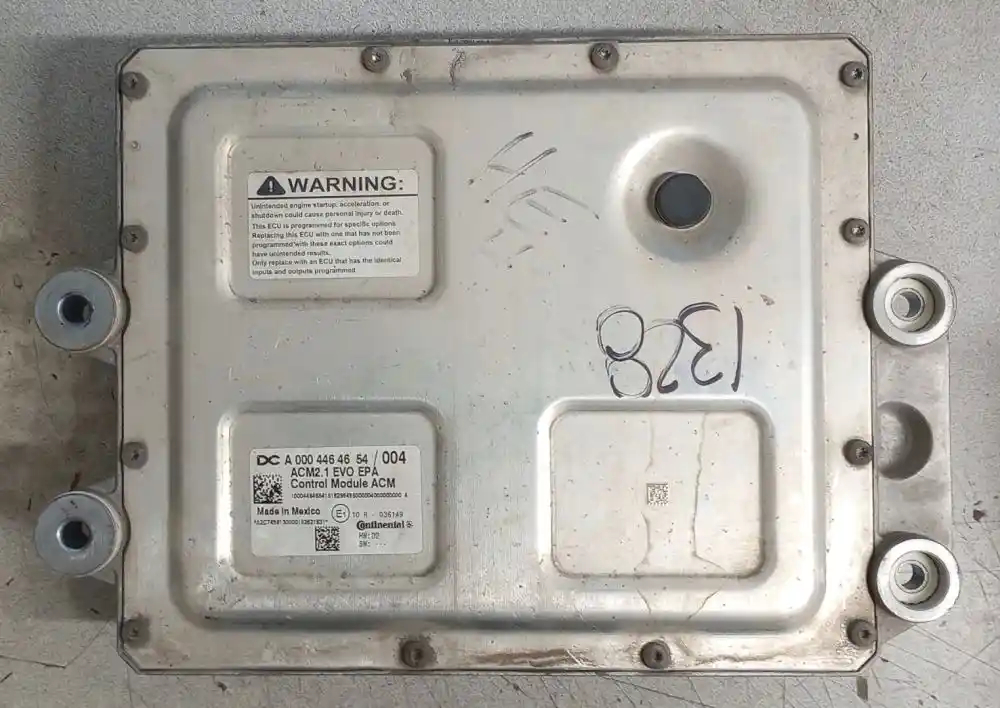 WARNING:
Unintended engine startup, acceleration, or
shutdown could cause personal injury or death.
This ECU is programmed for specific options
Replacing this ECU with one that has not been
programmed with these exact options could
have unintended results.
Only replace with an ECU that has the identical
inputs and outputs programmed
1328
DC A 000 446 46 54 / 004
ACM2.1 EVO EPA
Control Module ACM
Made in Mexico
E1 10 R - 036149
Continental
HW: D2
SW: ---